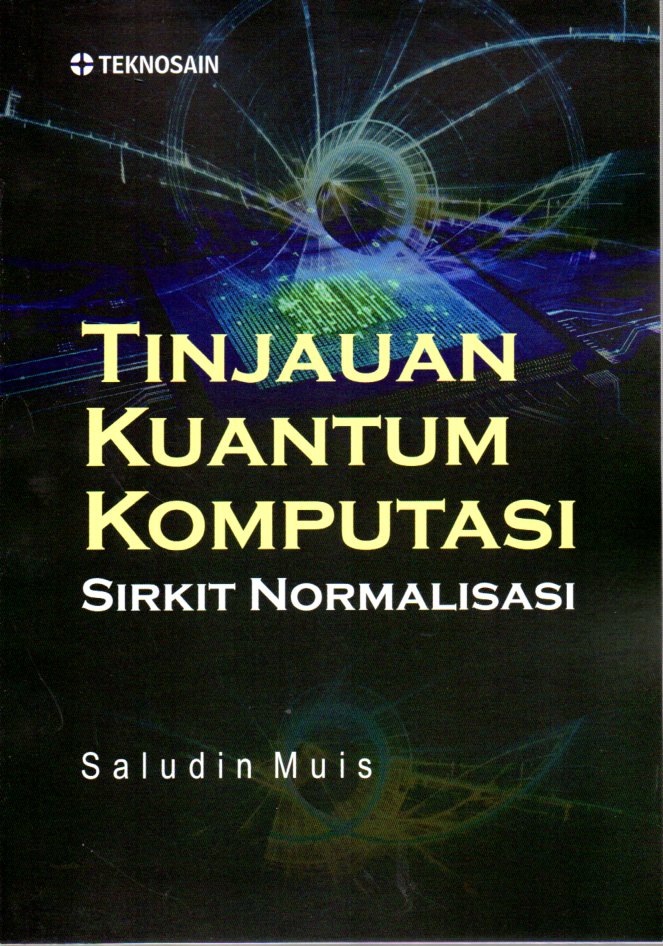 TEKNOSAIN
TINJAUAN
KUANTUM
KOMPUTASI
SIRKIT NORMALISASI
Saludin Muis